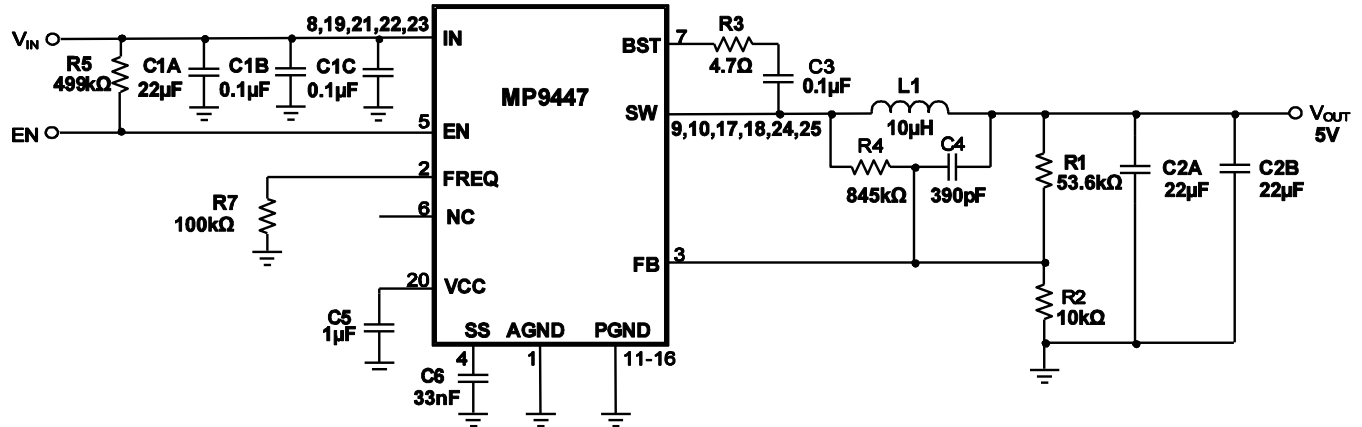 8,19,21,22,23
VIN
IN
R5
499kΩ
C1A
22µF
C1B
0.1µF
C1C
0.1µF
MP9447
BST
7
R3
4.7Ω
C3
0.1µF
SW
9,10,17,18,24,25
L1
10µH
VOUT
5V
EN
5
EN
R4
845kΩ
C4
390pF
R1
53.6kΩ
C2A
22µF
C2B
22µF
2
FREQ
R7
100kΩ
6
NC
FB
3
20
VCC
C5
1µF
R2
10kΩ
SS
AGND
PGND
4
1
11-16
C6
33nF